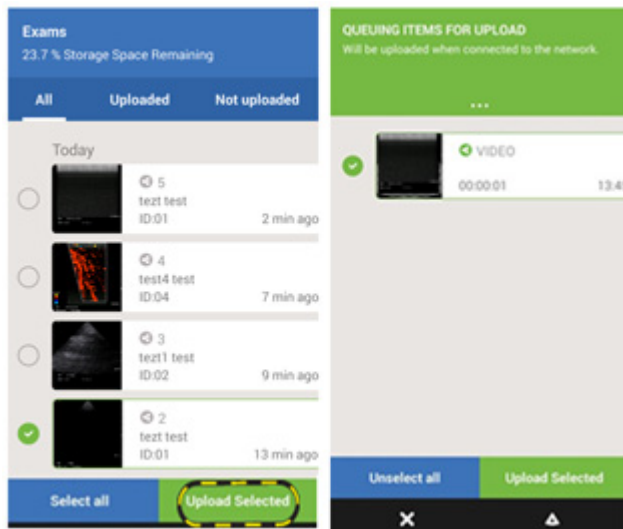 Exams
23.7 % Storage Space Remaining
All Uploaded Not uploaded
Today
5
tezt test
ID:01 2 min ago
4
test4 test
ID:04 7 min ago
3
tezt1 test
ID:02 9 min ago
2
tezt test
ID:01 13 min ago
Select all Upload Selected
QUEUING ITEMS FOR UPLOAD
Will be uploaded when connected to the network.
...
VIDEO
00:00:01
Unselect all Upload Selected